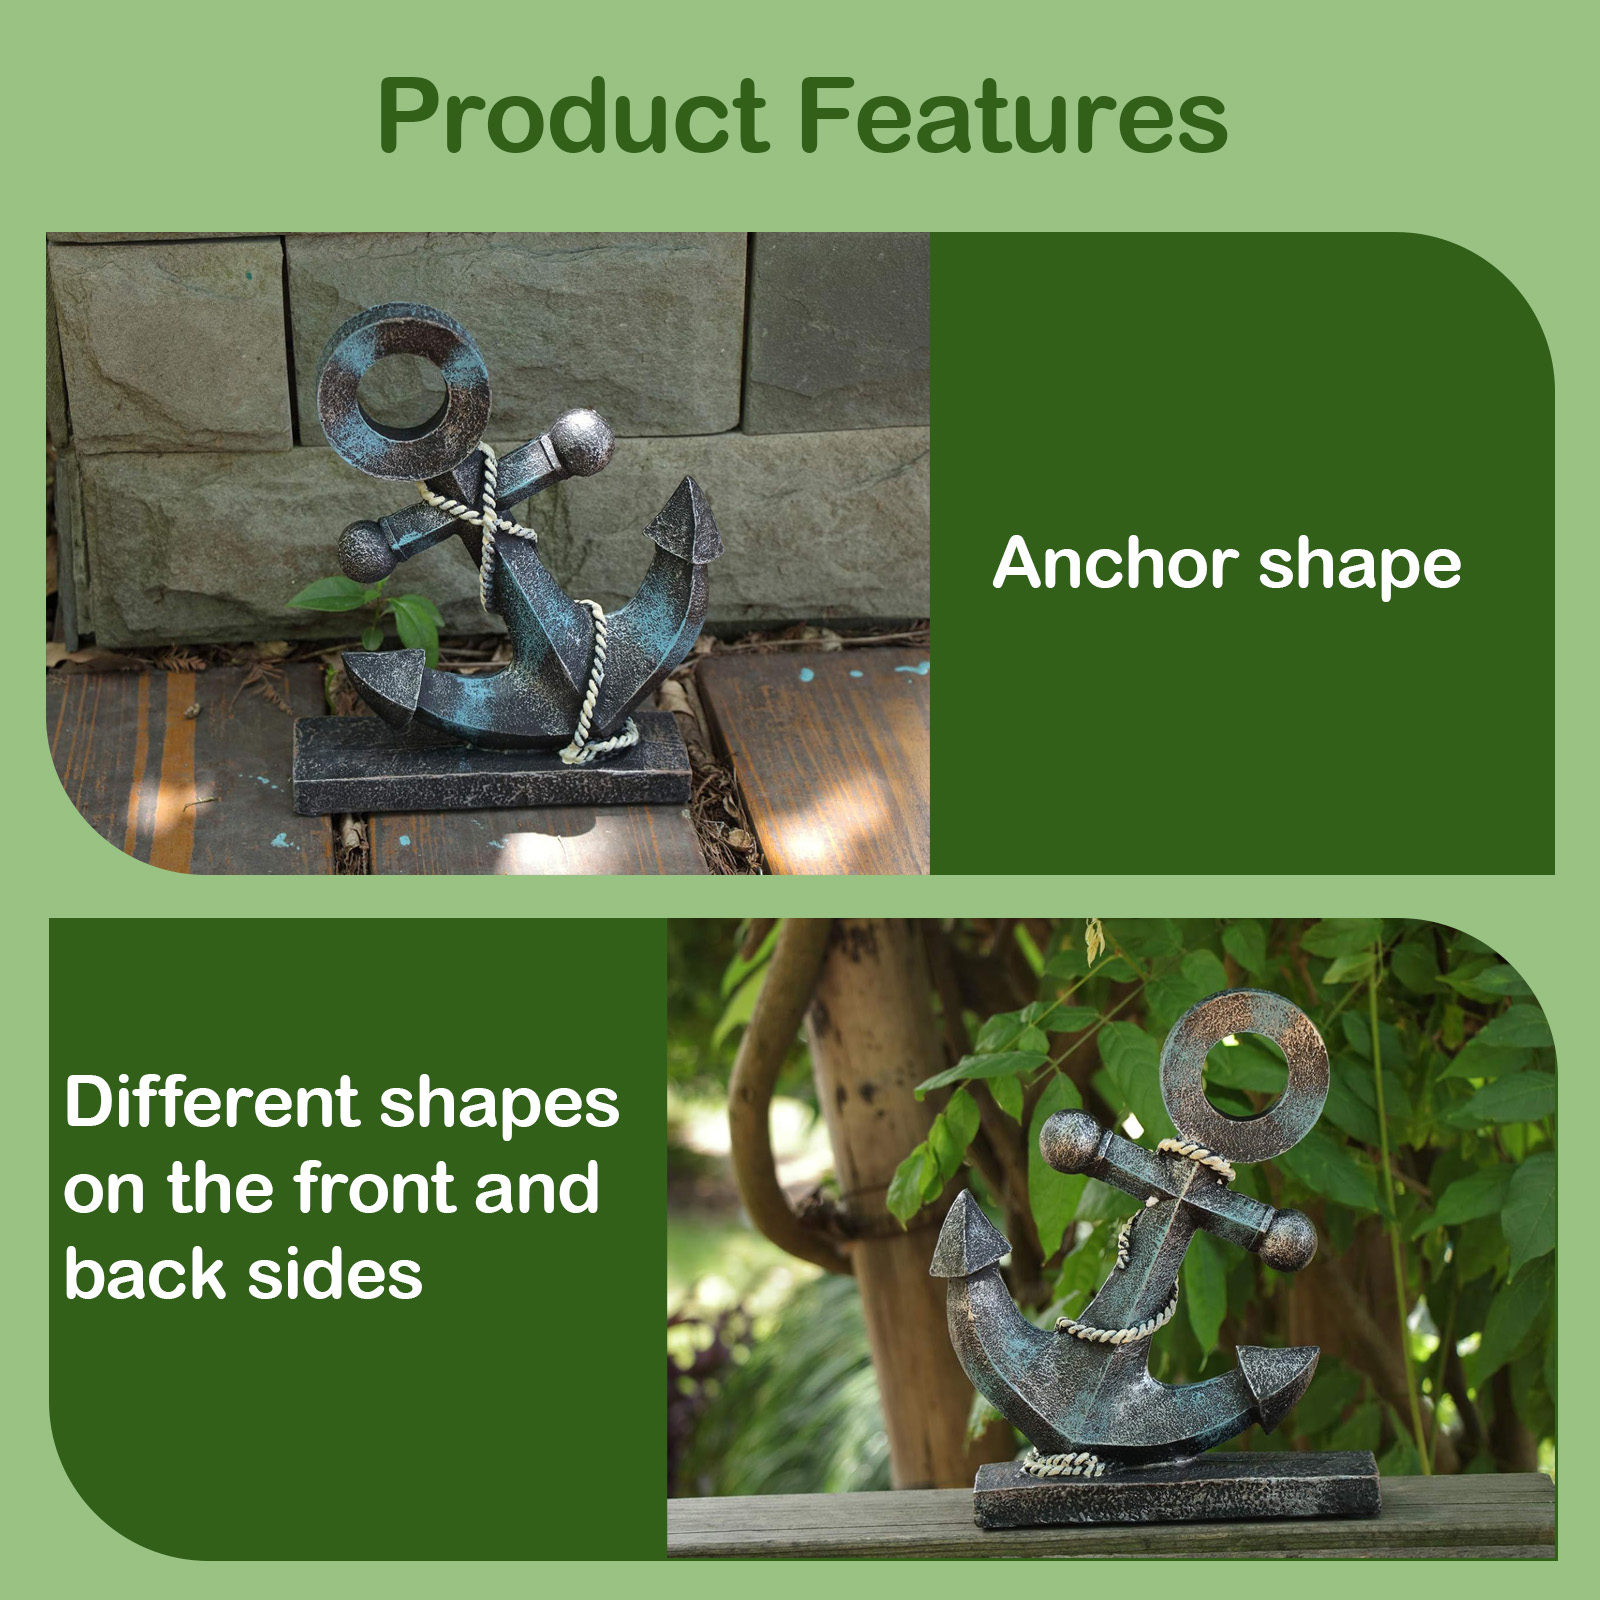 Product Features
Anchor shape
Different shapes
on the front and
back sides